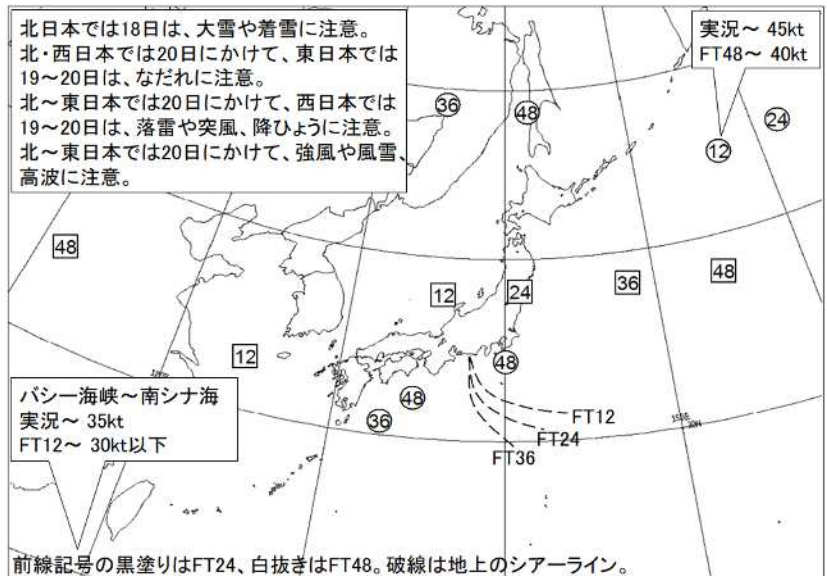 北日本では18日は、大雪や着雪に注意。
北・西日本では20日にかけて、東日本では
19～20日は、なだれに注意。
北～東日本では20日にかけて、西日本では
19～20日は、落雷や突風、降ひょうに注意。
北～東日本では20日にかけて、強風や風雪、
高波に注意。
実況～ 45kt
FT48～ 40kt
36
48
24
12
48
12
24
36
48
12
48
48
36
バシー海峡～南シナ海
実況～ 35kt
FT12～ 30kt以下
FT12
FT24
FT36
155E
30N
前線記号の黒塗りはFT24、白抜きはFT48。破線は地上のシアーライン。